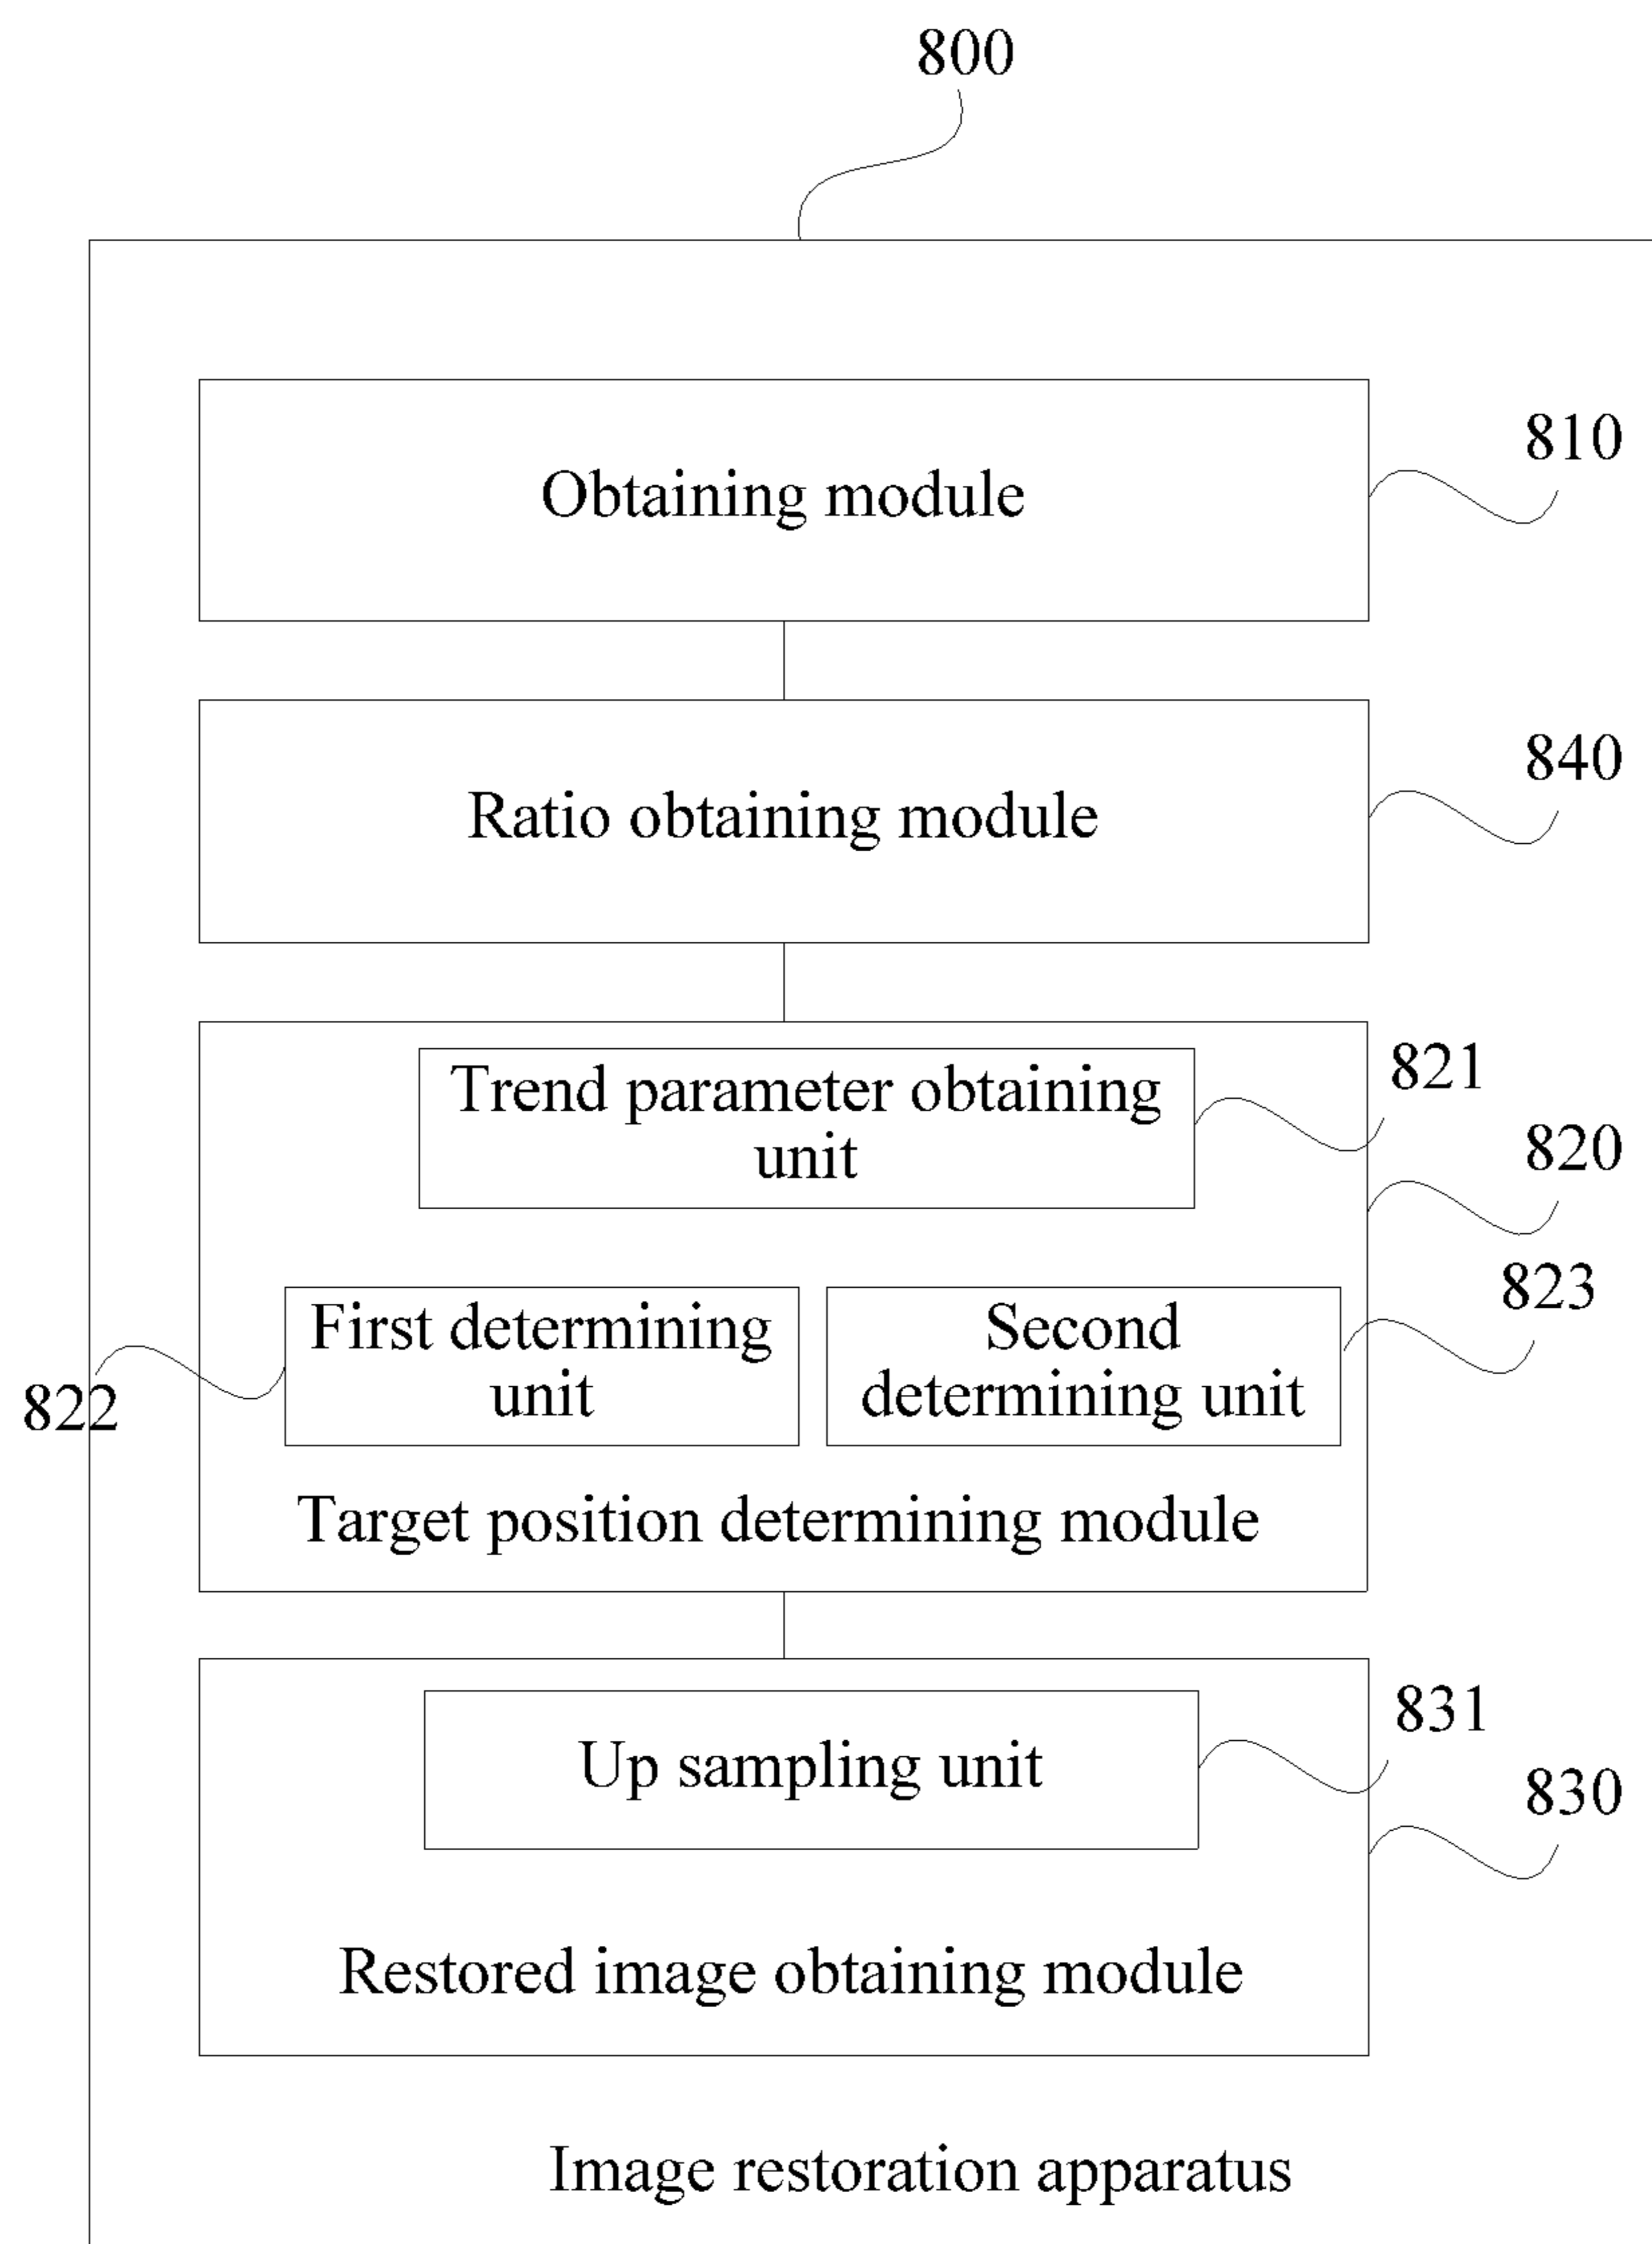 800
Obtaining module
810
Ratio obtaining module
840
Trend parameter obtaining
unit
821
820
First determining
unit
822
Second
determining unit
823
Target position determining module
Up sampling unit
831
830
Restored image obtaining module
Image restoration apparatus